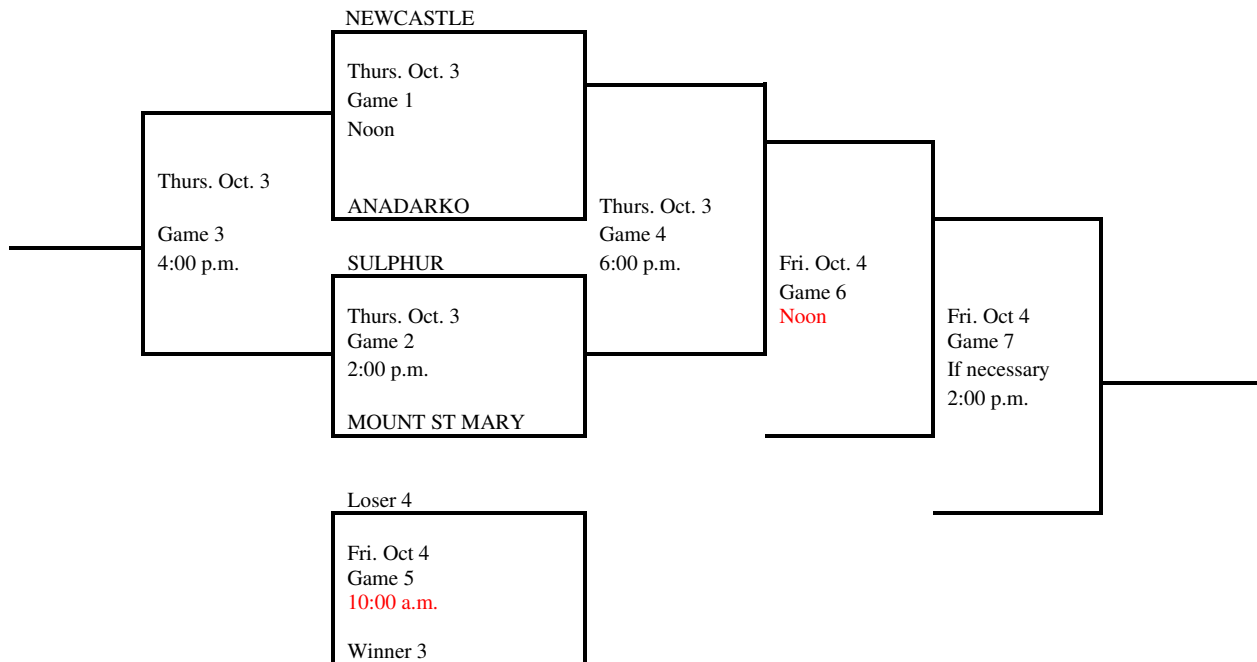 NEWCASTLE
Thurs. Oct. 3
Game 1
Noon
ANADARKO
Thurs. Oct. 3
Game 3
4:00 p.m.
SULPHUR
Thurs. Oct. 3
Game 2
2:00 p.m.
MOUNT ST MARY
Thurs. Oct. 3
Game 4
6:00 p.m.
Fri. Oct. 4
Game 6
Noon
Fri. Oct 4
Game 7
If necessary
2:00 p.m.
Loser 4
Fri. Oct 4
Game 5
10:00 a.m.
Winner 3